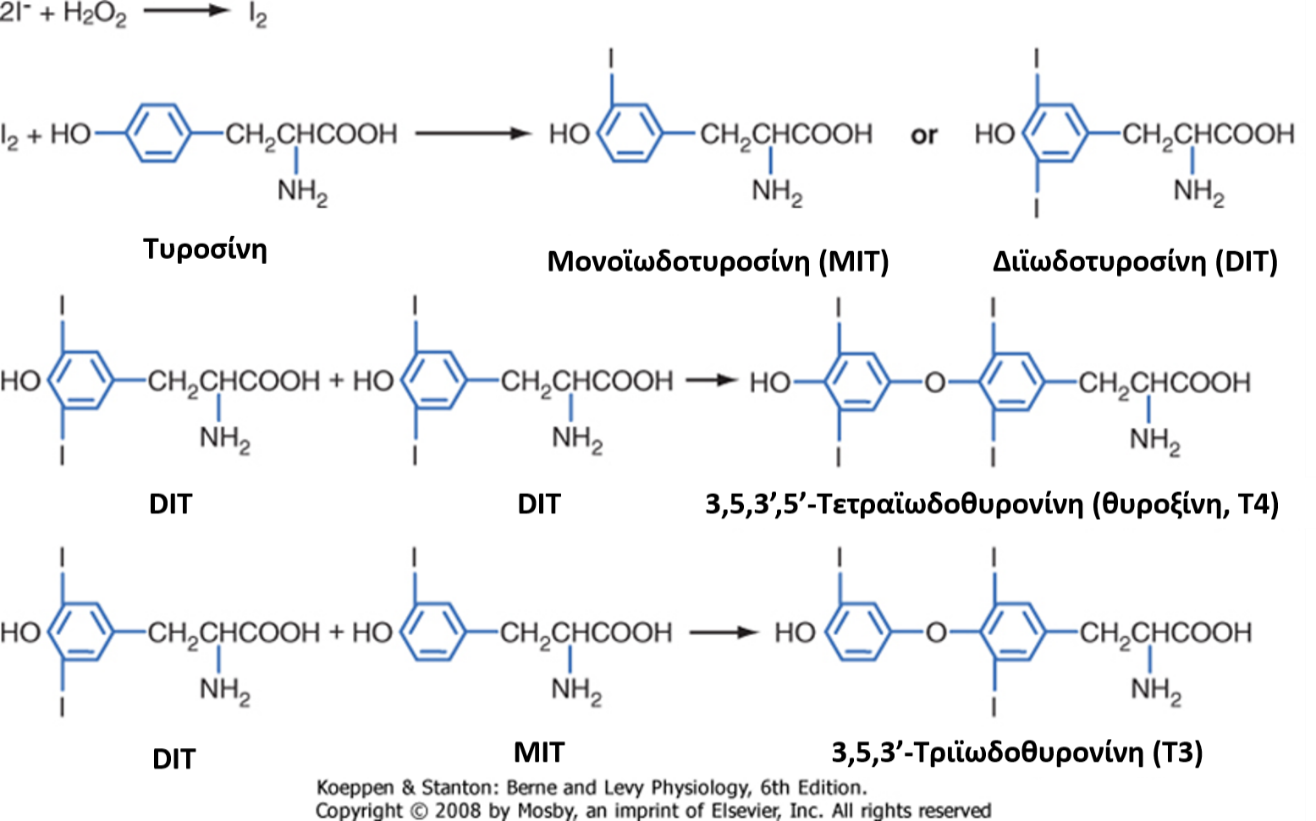 2I⁻ + H₂O₂ → I₂
I I
I₂ + HO CH₂CHCOOH → HO CH₂CHCOOH or HO CH₂CHCOOH
NH₂ NH₂ NH₂
I
Τυροσίνη Μονοϊωδοτυροσίνη (MIT) Διϊωδοτυροσίνη (DIT)
I I I I
HO CH₂CHCOOH + HO CH₂CHCOOH → HO O CH₂CHCOOH
NH₂ NH₂ NH₂
I I I I
DIT DIT 3,5,3’,5’-Τετραϊωδοθυρονίνη (θυροξίνη, T4)
I I I I
HO CH₂CHCOOH + HO CH₂CHCOOH → HO O CH₂CHCOOH
NH₂ NH₂ NH₂
I I
DIT MIT 3,5,3’-Τριϊωδοθυρονίνη (T3)
Koeppen & Stanton: Berne and Levy Physiology, 6th Edition.
Copyright © 2008 by Mosby, an imprint of Elsevier, Inc. All rights reserved